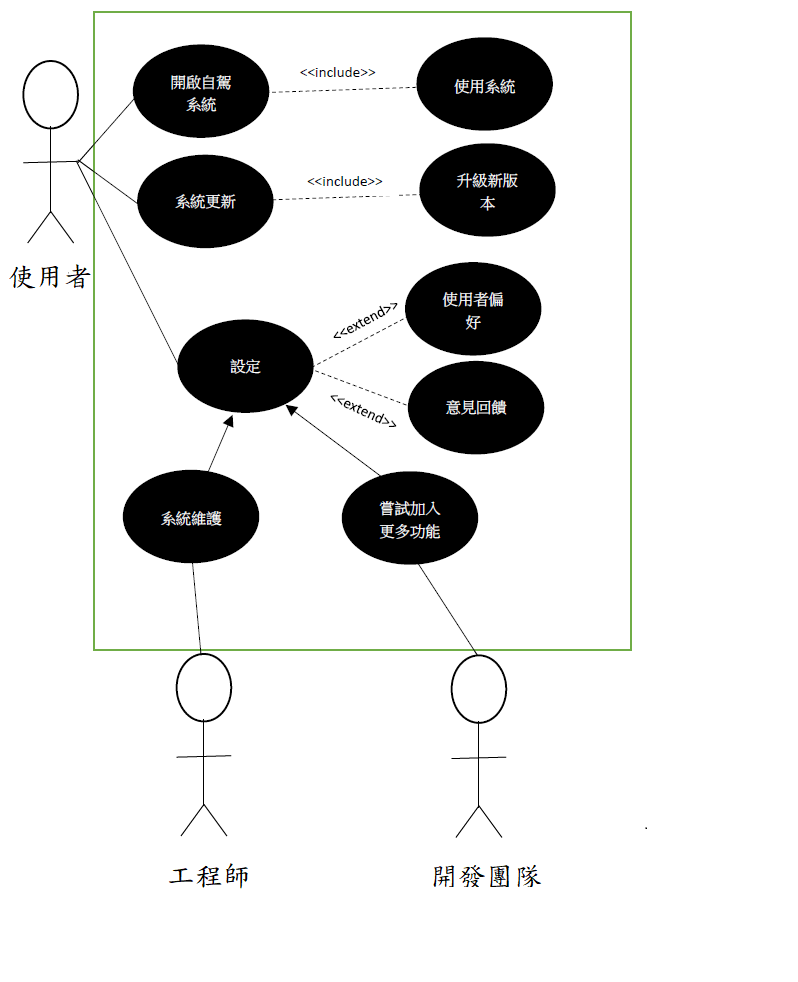 開啟自駕
系統
<<include>>
使用系統
系統更新
<<include>>
升級新版
本
使用者
使用者偏
好
<<extend>>
設定
<<extend>>
意見回饋
系統維護
嘗試加入
更多功能
工程師
開發團隊